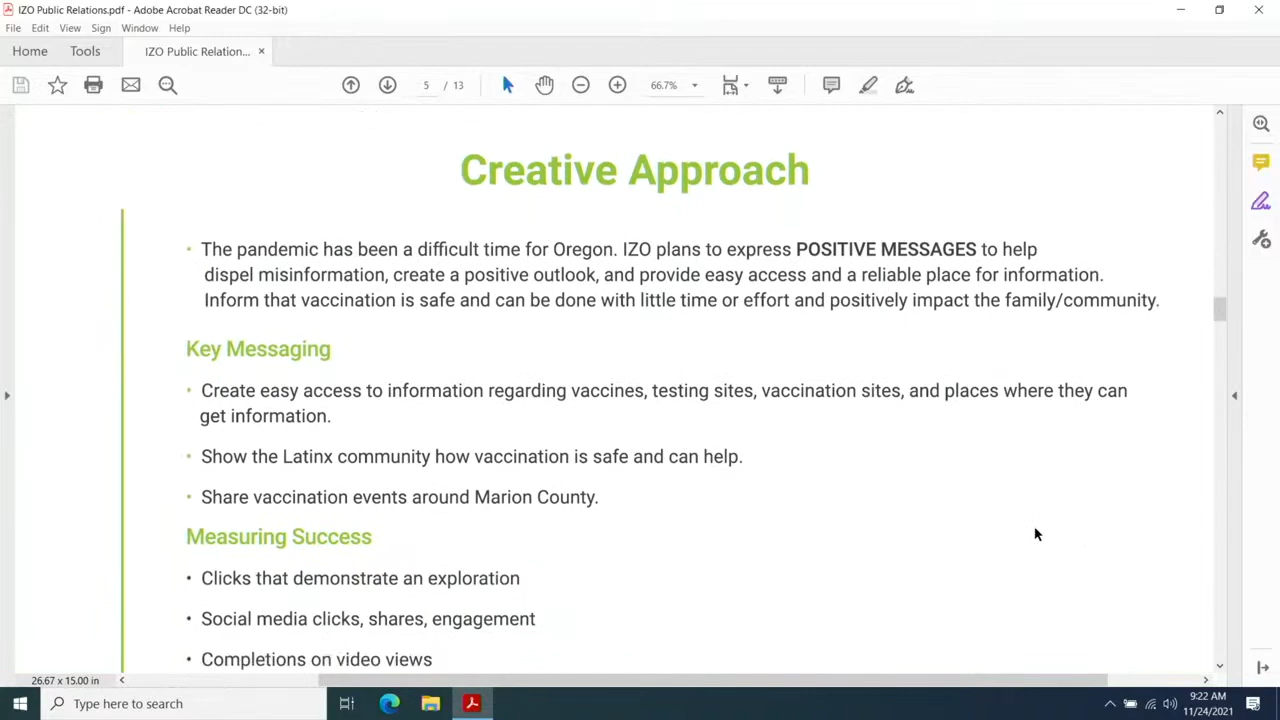 IZO Public Relations.pdf - Adobe Acrobat Reader DC (32-bit)
File Edit View Sign Window Help
Home Tools IZO Public Relation... ×
5 / 13 66.7%
Creative Approach
• The pandemic has been a difficult time for Oregon. IZO plans to express POSITIVE MESSAGES to help
dispel misinformation, create a positive outlook, and provide easy access and a reliable place for information.
Inform that vaccination is safe and can be done with little time or effort and positively impact the family/community.
Key Messaging
• Create easy access to information regarding vaccines, testing sites, vaccination sites, and places where they can
get information.
• Show the Latinx community how vaccination is safe and can help.
• Share vaccination events around Marion County.
Measuring Success
• Clicks that demonstrate an exploration
• Social media clicks, shares, engagement
• Completions on video views
26.67 x 15.00 in
Type here to search
9:22 AM
11/24/2021